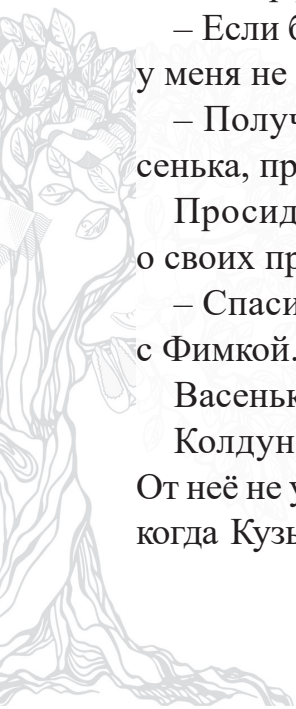 – Если
у меня не
– Получ
сенька, пр
Просид
о своих пр
– Спаси
с Фимкой.
Васеньк
Колдун
От неё не у
когда Кузь